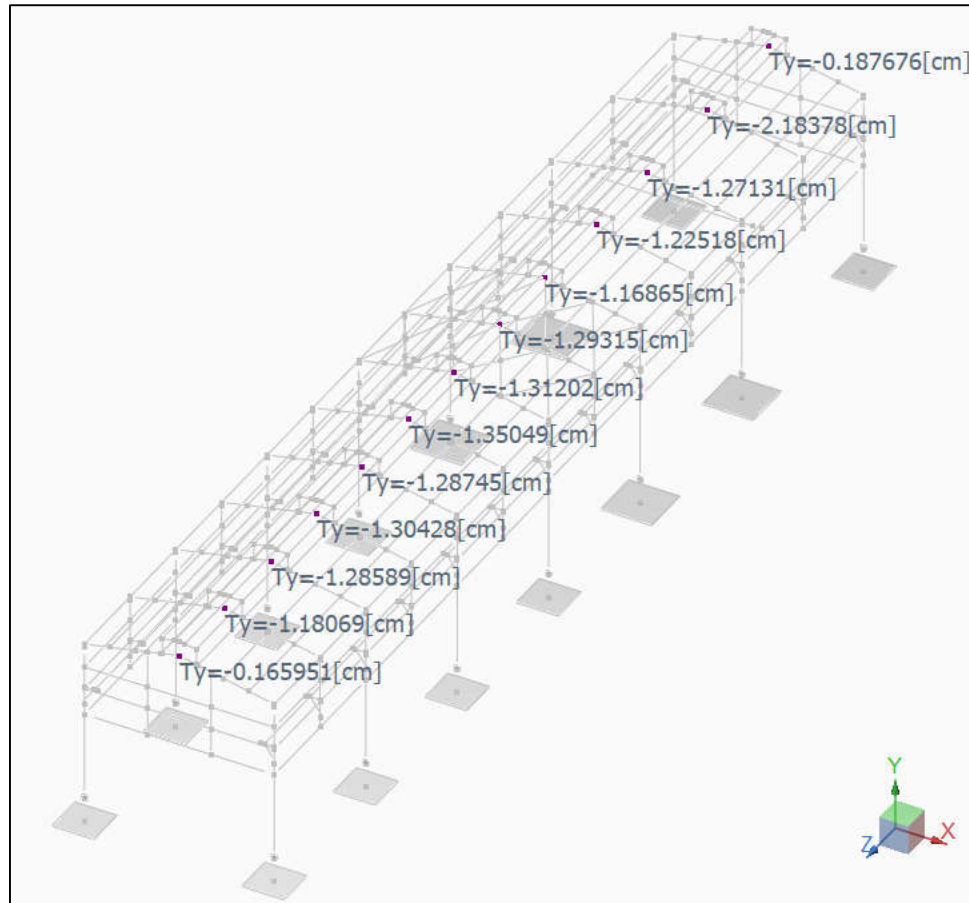 Ty=-0.187676[cm]
Ty=-2.18378[cm]
Ty=-1.27131[cm]
Ty=-1.22518[cm]
Ty=-1.16865[cm]
Ty=-1.29315[cm]
Ty=-1.31202[cm]
Ty=-1.35049[cm]
Ty=-1.28745[cm]
Ty=-1.30428[cm]
Ty=-1.28589[cm]
Ty=-1.18069[cm]
Ty=-0.165951[cm]
Y
Z
X